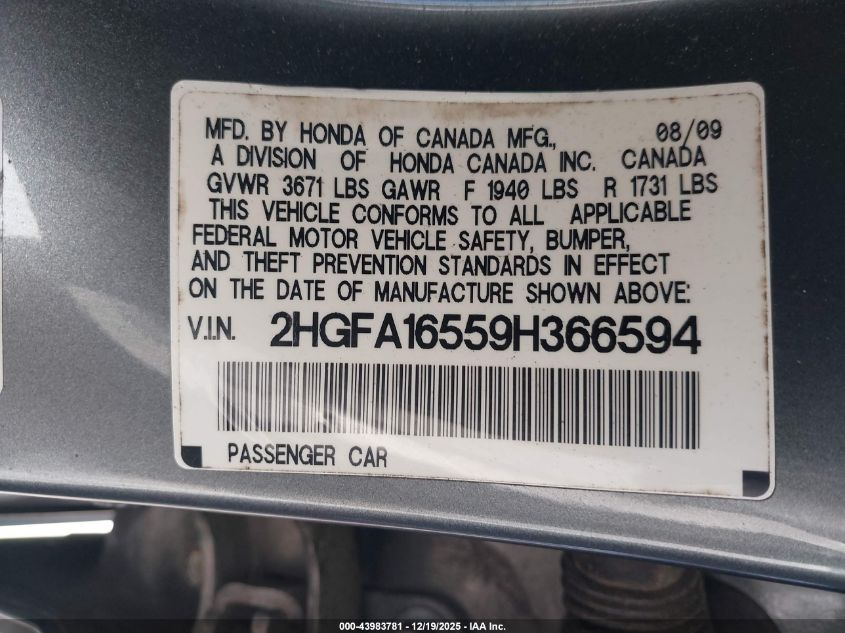 MFD. BY HONDA OF CANADA MFG., 08/09
A DIVISION OF HONDA CANADA INC. CANADA
GVWR 3671 LBS GAWR F 1940 LBS R 1731 LBS
THIS VEHICLE CONFORMS TO ALL APPLICABLE
FEDERAL MOTOR VEHICLE SAFETY, BUMPER,
AND THEFT PREVENTION STANDARDS IN EFFECT
ON THE DATE OF MANUFACTURE SHOWN ABOVE:
V.I.N. 2HGFA16559H366594
PASSENGER CAR
000-43983781 - 12/19/2025 - IAA Inc.